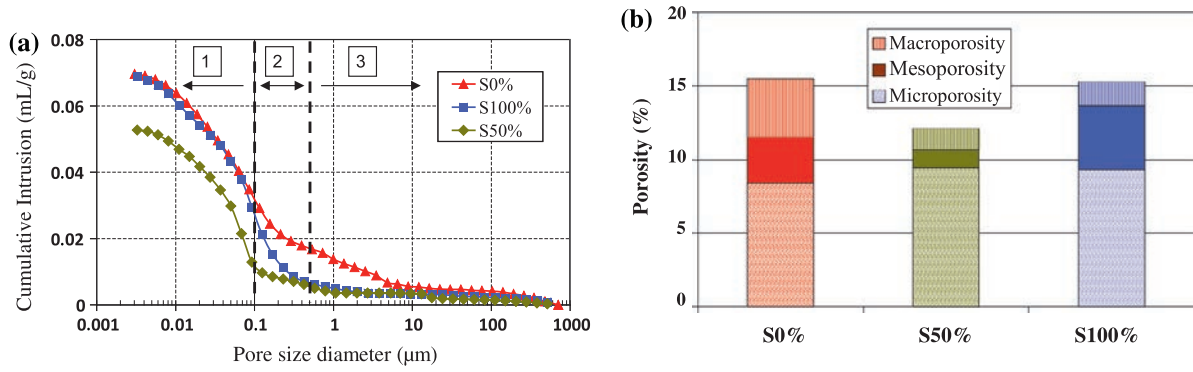 (a)
0.08
0.06
0.04
0.02
0
Cumulative Intrusion (mL/g)
1
2
3
S0%
S100%
S50%
0.001
0.01
0.1
1
10
100
1000
Pore size diameter (µm)
(b)
20
15
10
5
0
Porosity (%)
Macroporosity
Mesoporosity
Microporosity
S0%
S50%
S100%